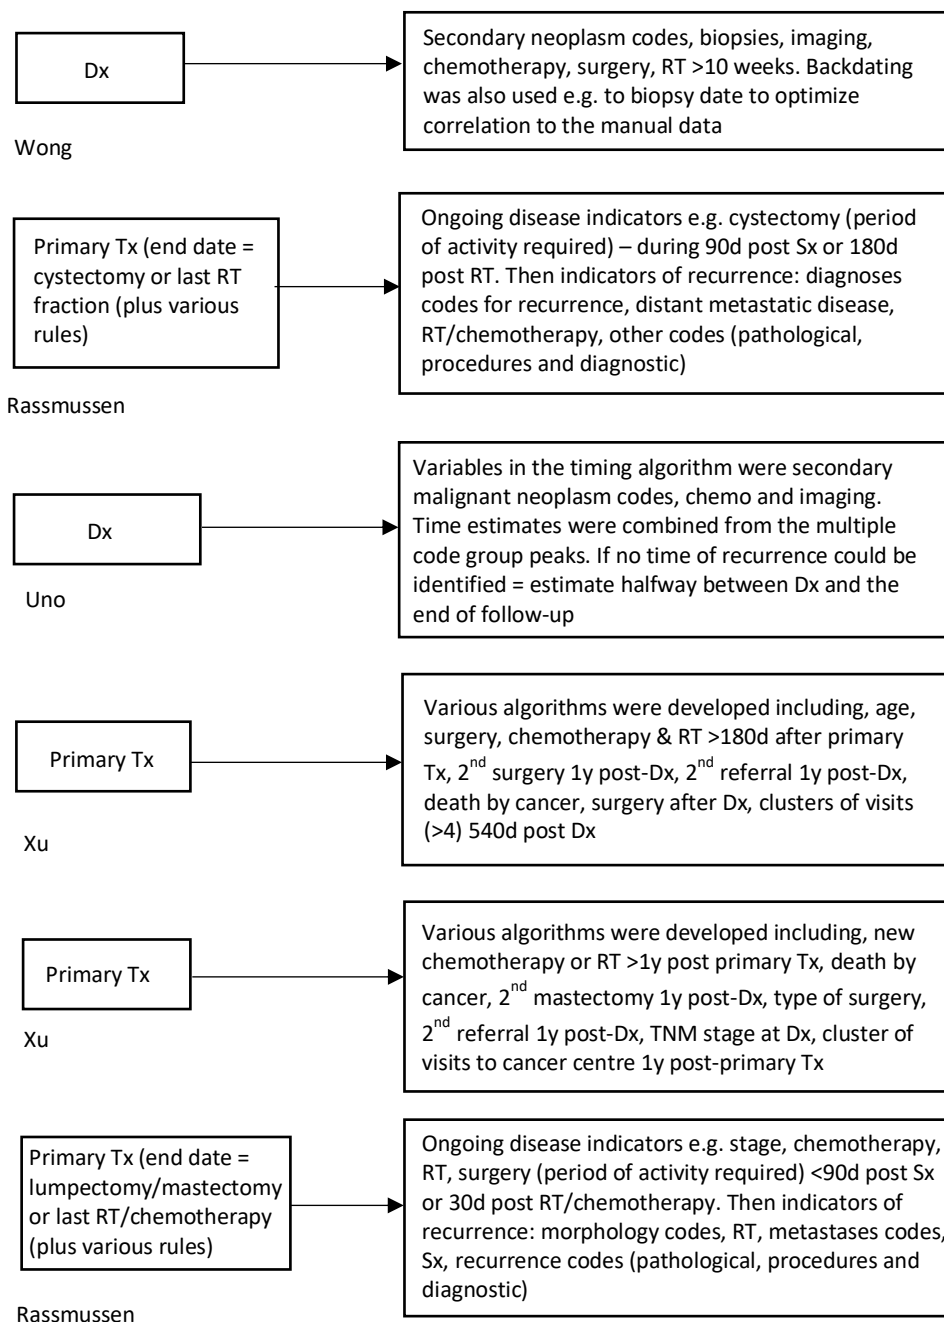 Dx
Wong
Secondary neoplasm codes, biopsies, imaging,
chemotherapy, surgery, RT >10 weeks. Backdating
was also used e.g. to biopsy date to optimize
correlation to the manual data
Primary Tx (end date =
cystectomy or last RT
fraction (plus various
rules)
Rassmussen
Ongoing disease indicators e.g. cystectomy (period
of activity required) – during 90d post Sx or 180d
post RT. Then indicators of recurrence: diagnoses
codes for recurrence, distant metastatic disease,
RT/chemotherapy, other codes (pathological,
procedures and diagnostic)
Dx
Uno
Variables in the timing algorithm were secondary
malignant neoplasm codes, chemo and imaging.
Time estimates were combined from the multiple
code group peaks. If no time of recurrence could be
identified = estimate halfway between Dx and the
end of follow-up
Primary Tx
Xu
Various algorithms were developed including, age,
surgery, chemotherapy & RT >180d after primary
Tx, 2nd surgery 1y post-Dx, 2nd referral 1y post-Dx,
death by cancer, surgery after Dx, clusters of visits
(>4) 540d post Dx
Primary Tx
Xu
Various algorithms were developed including, new
chemotherapy or RT >1y post primary Tx, death by
cancer, 2nd mastectomy 1y post-Dx, type of surgery,
2nd referral 1y post-Dx, TNM stage at Dx, cluster of
visits to cancer centre 1y post-primary Tx
Primary Tx (end date =
lumpectomy/mastectomy
or last RT/chemotherapy
(plus various rules)
Rassmussen
Ongoing disease indicators e.g. stage, chemotherapy,
RT, surgery (period of activity required) <90d post Sx
or 30d post RT/chemotherapy. Then indicators of
recurrence: morphology codes, RT, metastases codes,
Sx, recurrence codes (pathological, procedures and
diagnostic)